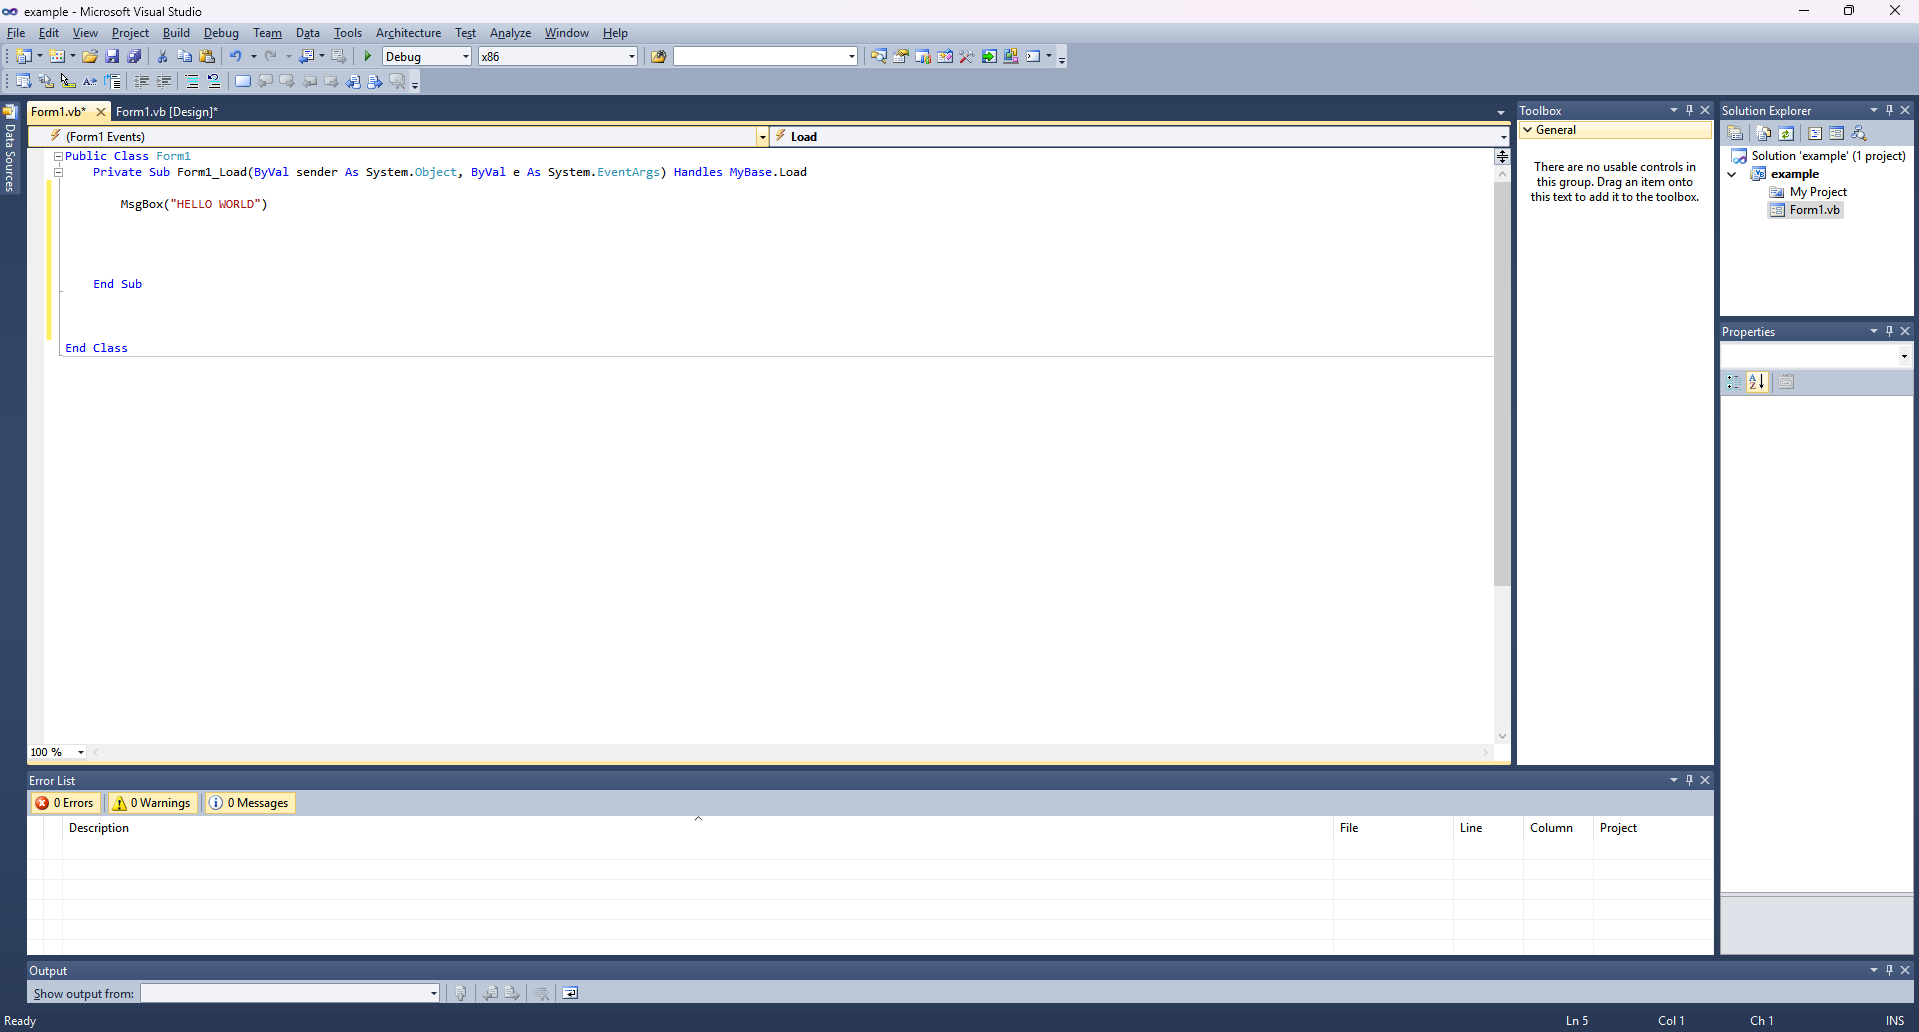 example - Microsoft Visual Studio
File Edit View Project Build Debug Team Data Tools Architecture Test Analyze Window Help
Debug x86
Data Sources
Form1.vb* Form1.vb [Design]*
(Form1 Events) Load
Public Class Form1
Private Sub Form1_Load(ByVal sender As System.Object, ByVal e As System.EventArgs) Handles MyBase.Load
MsgBox("HELLO WORLD")
End Sub
End Class
100 %
Toolbox
General
There are no usable controls in
this group. Drag an item onto
this text to add it to the toolbox.
Solution Explorer
Solution 'example' (1 project)
example
My Project
Form1.vb
Properties
Error List
0 Errors 0 Warnings 0 Messages
Description File Line Column Project
Output
Show output from:
Ready Ln 5 Col 1 Ch 1 INS